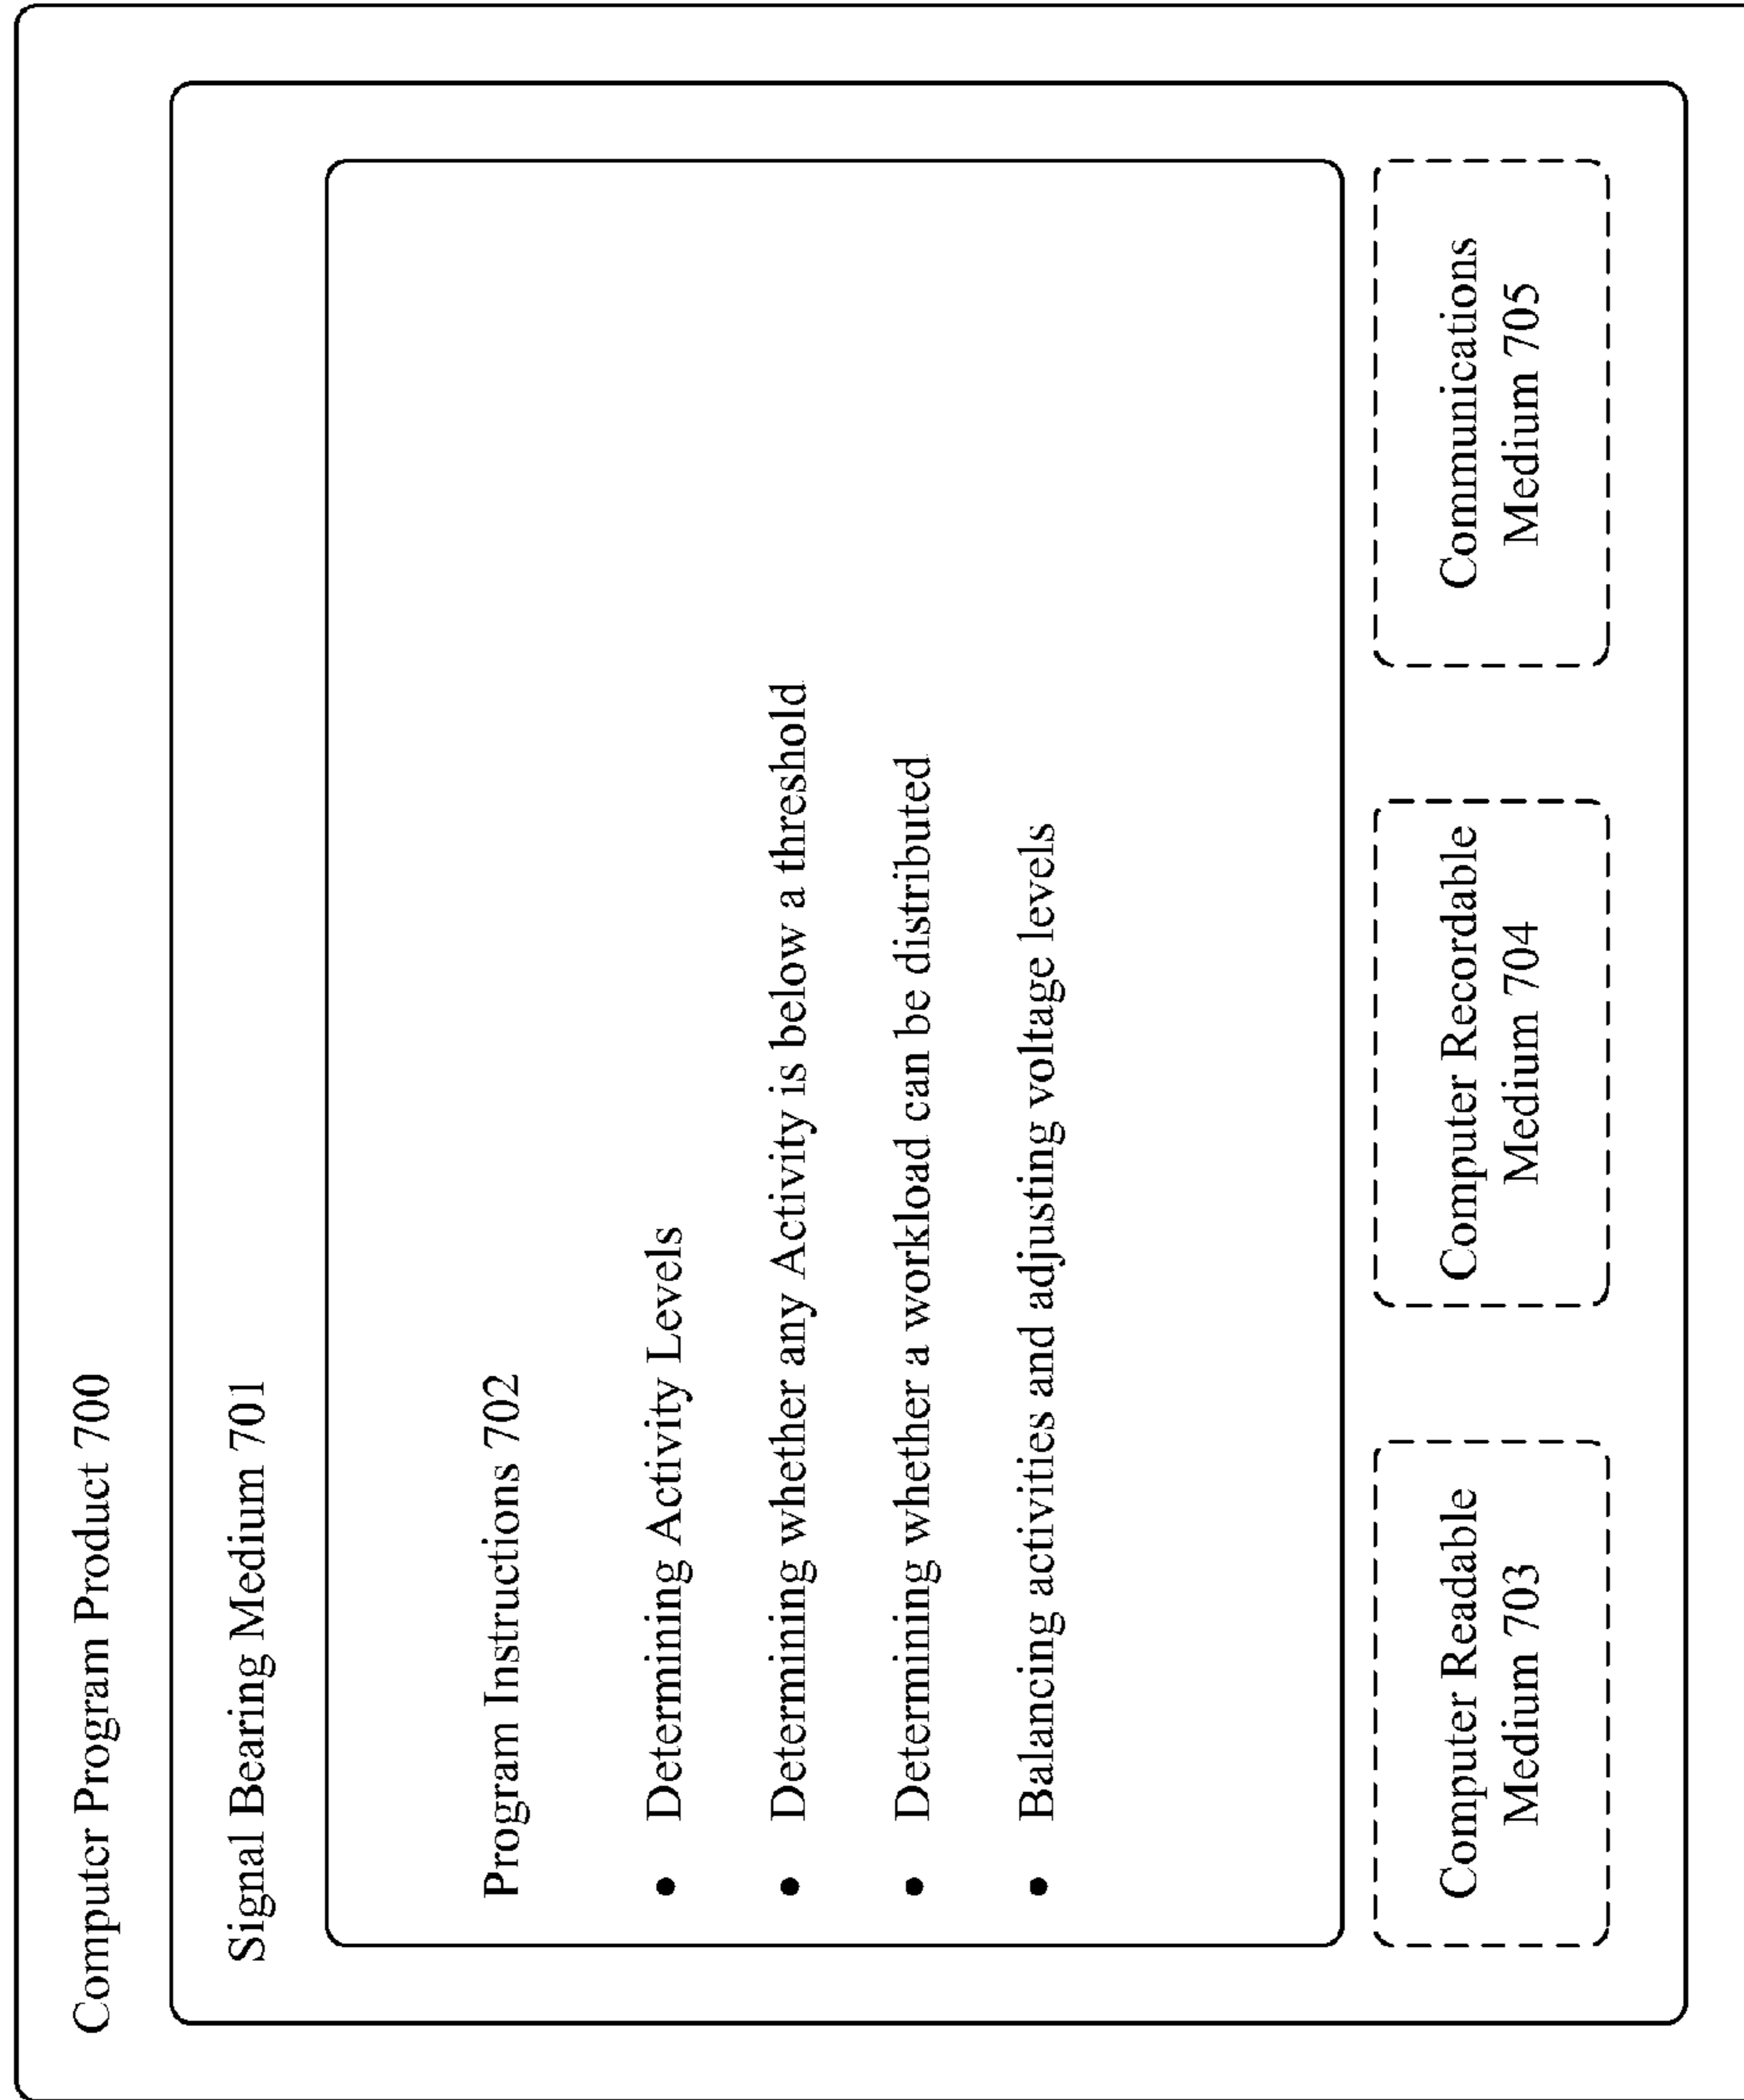 Computer Program Product 700
Signal Bearing Medium 701
Program Instructions 702
• Determining Activity Levels
• Determining whether any Activity is below a threshold
• Determining whether a workload can be distributed
• Balancing activities and adjusting voltage levels
Computer Readable
Medium 703
Computer Recordable
Medium 704
Communications
Medium 705